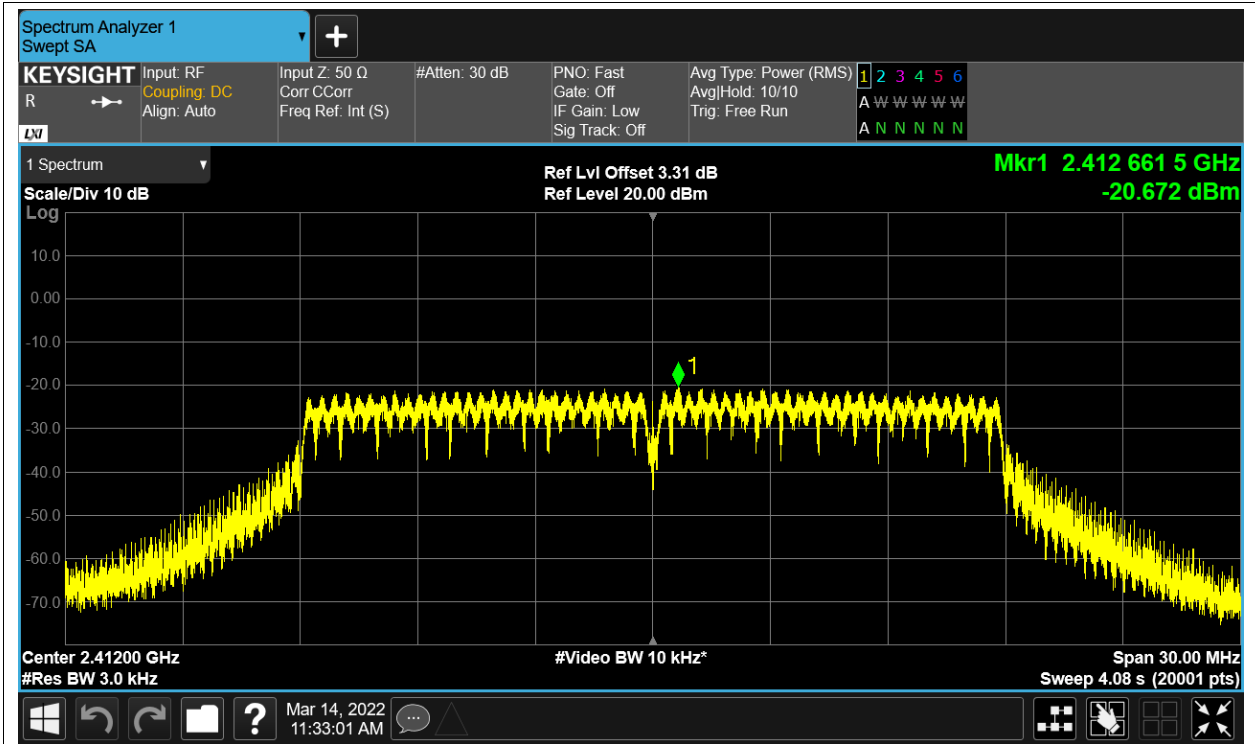 Spectrum Analyzer 1
Swept SA
KEYSIGHT
R
LXI
Input: RF
Coupling: DC
Align: Auto
Input Z: 50 Ω
Corr CCorr
Freq Ref: Int (S)
#Atten: 30 dB
PNO: Fast
Gate: Off
IF Gain: Low
Sig Track: Off
Avg Type: Power (RMS)
Avg|Hold: 10/10
Trig: Free Run
1 2 3 4 5 6
A W W W W W
A N N N N N
1 Spectrum
Scale/Div 10 dB
Log
Ref Lvl Offset 3.31 dB
Ref Level 20.00 dBm
Mkr1 2.412 661 5 GHz
-20.672 dBm
10.0
0.00
-10.0
-20.0
-30.0
-40.0
-50.0
-60.0
-70.0
1
Center 2.41200 GHz
#Res BW 3.0 kHz
#Video BW 10 kHz*
Span 30.00 MHz
Sweep 4.08 s (20001 pts)
?
Mar 14, 2022
11:33:01 AM